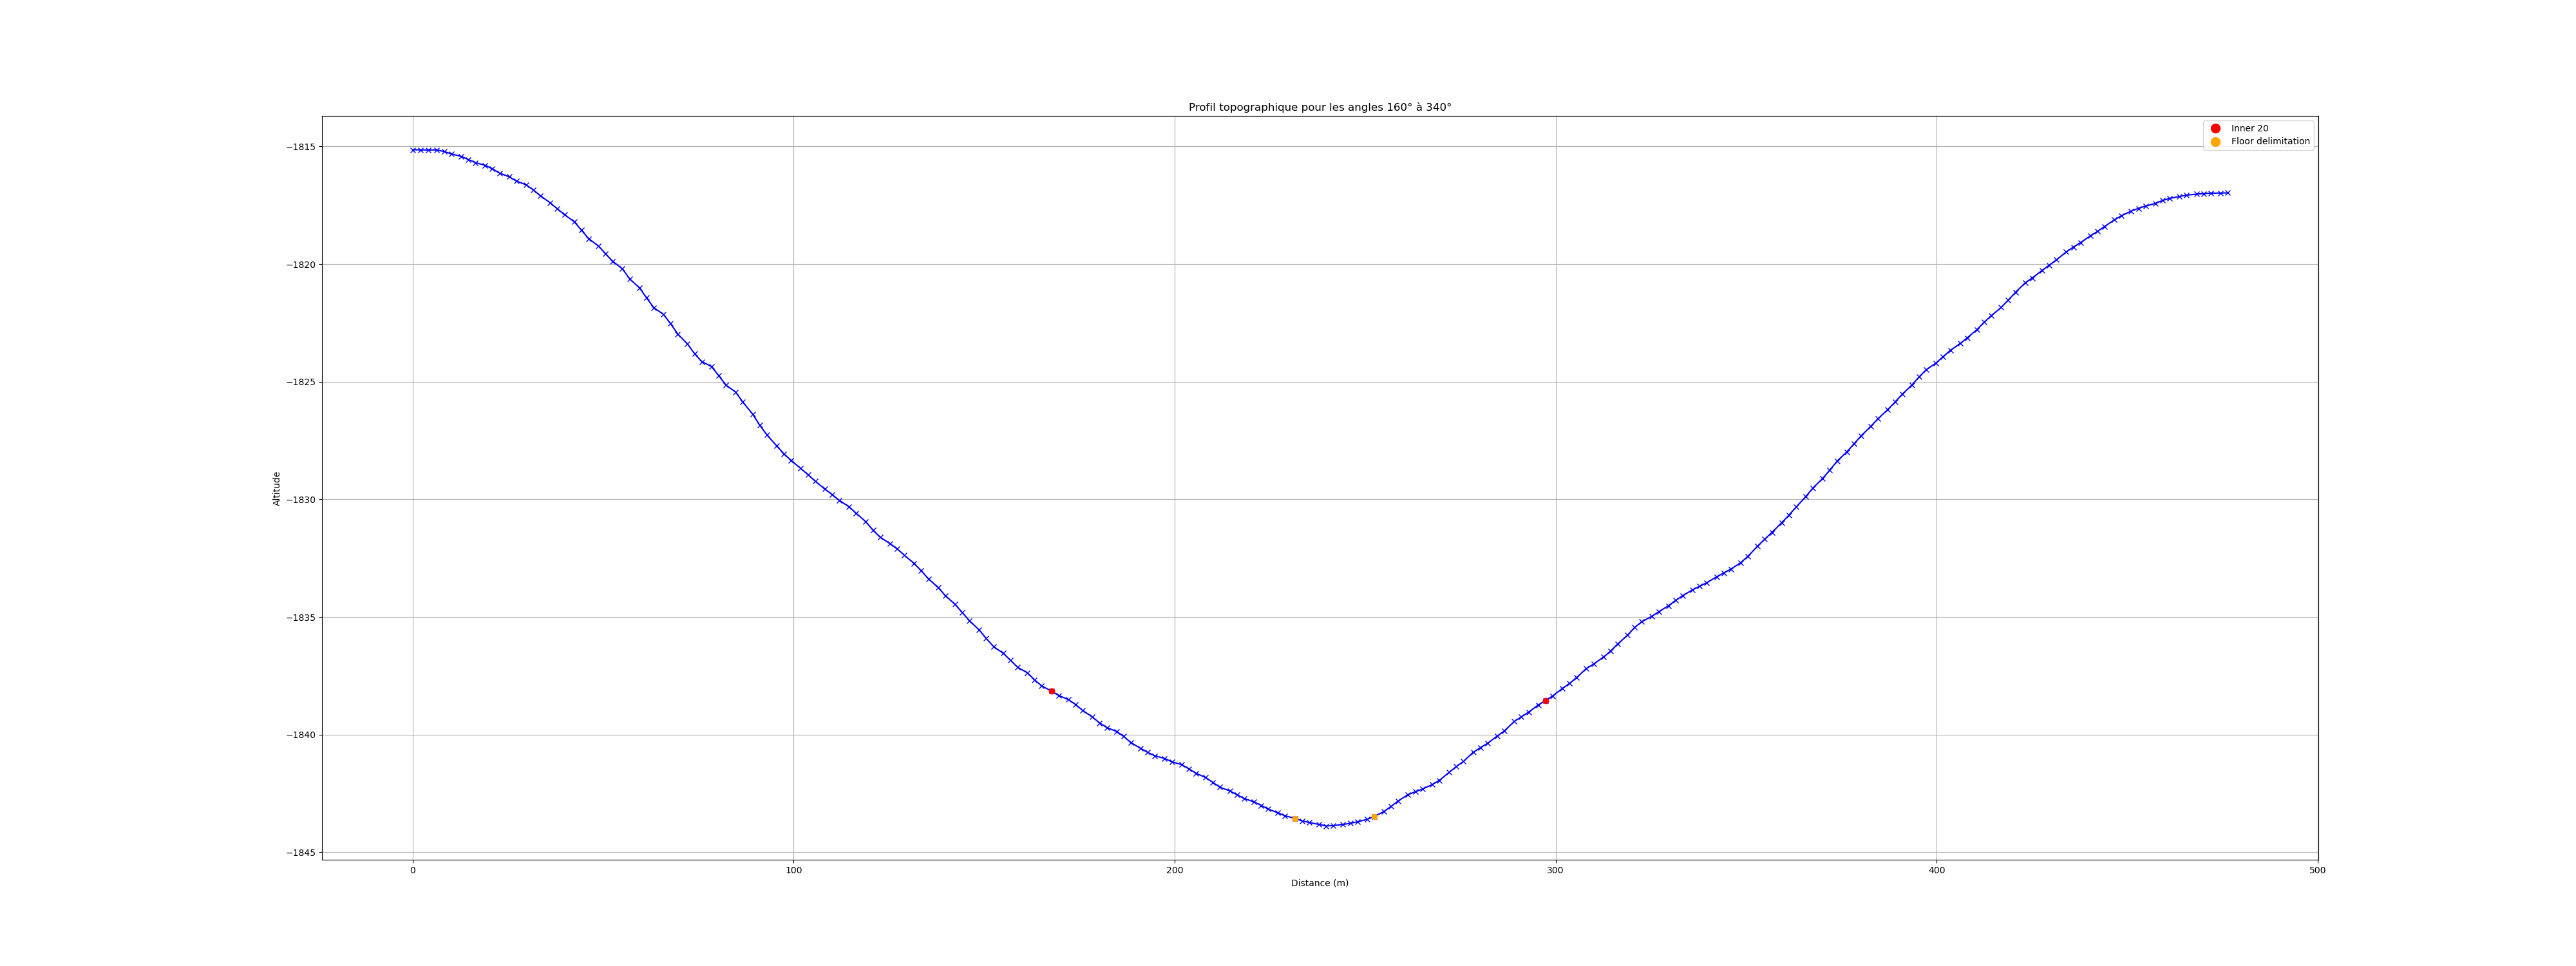 Profil topographique pour les angles 160° à 340°
Inner 20
Floor delimitation
−1815
−1820
−1825
−1830
−1835
−1840
−1845
Altitude
0 100 200 300 400 500
Distance (m)